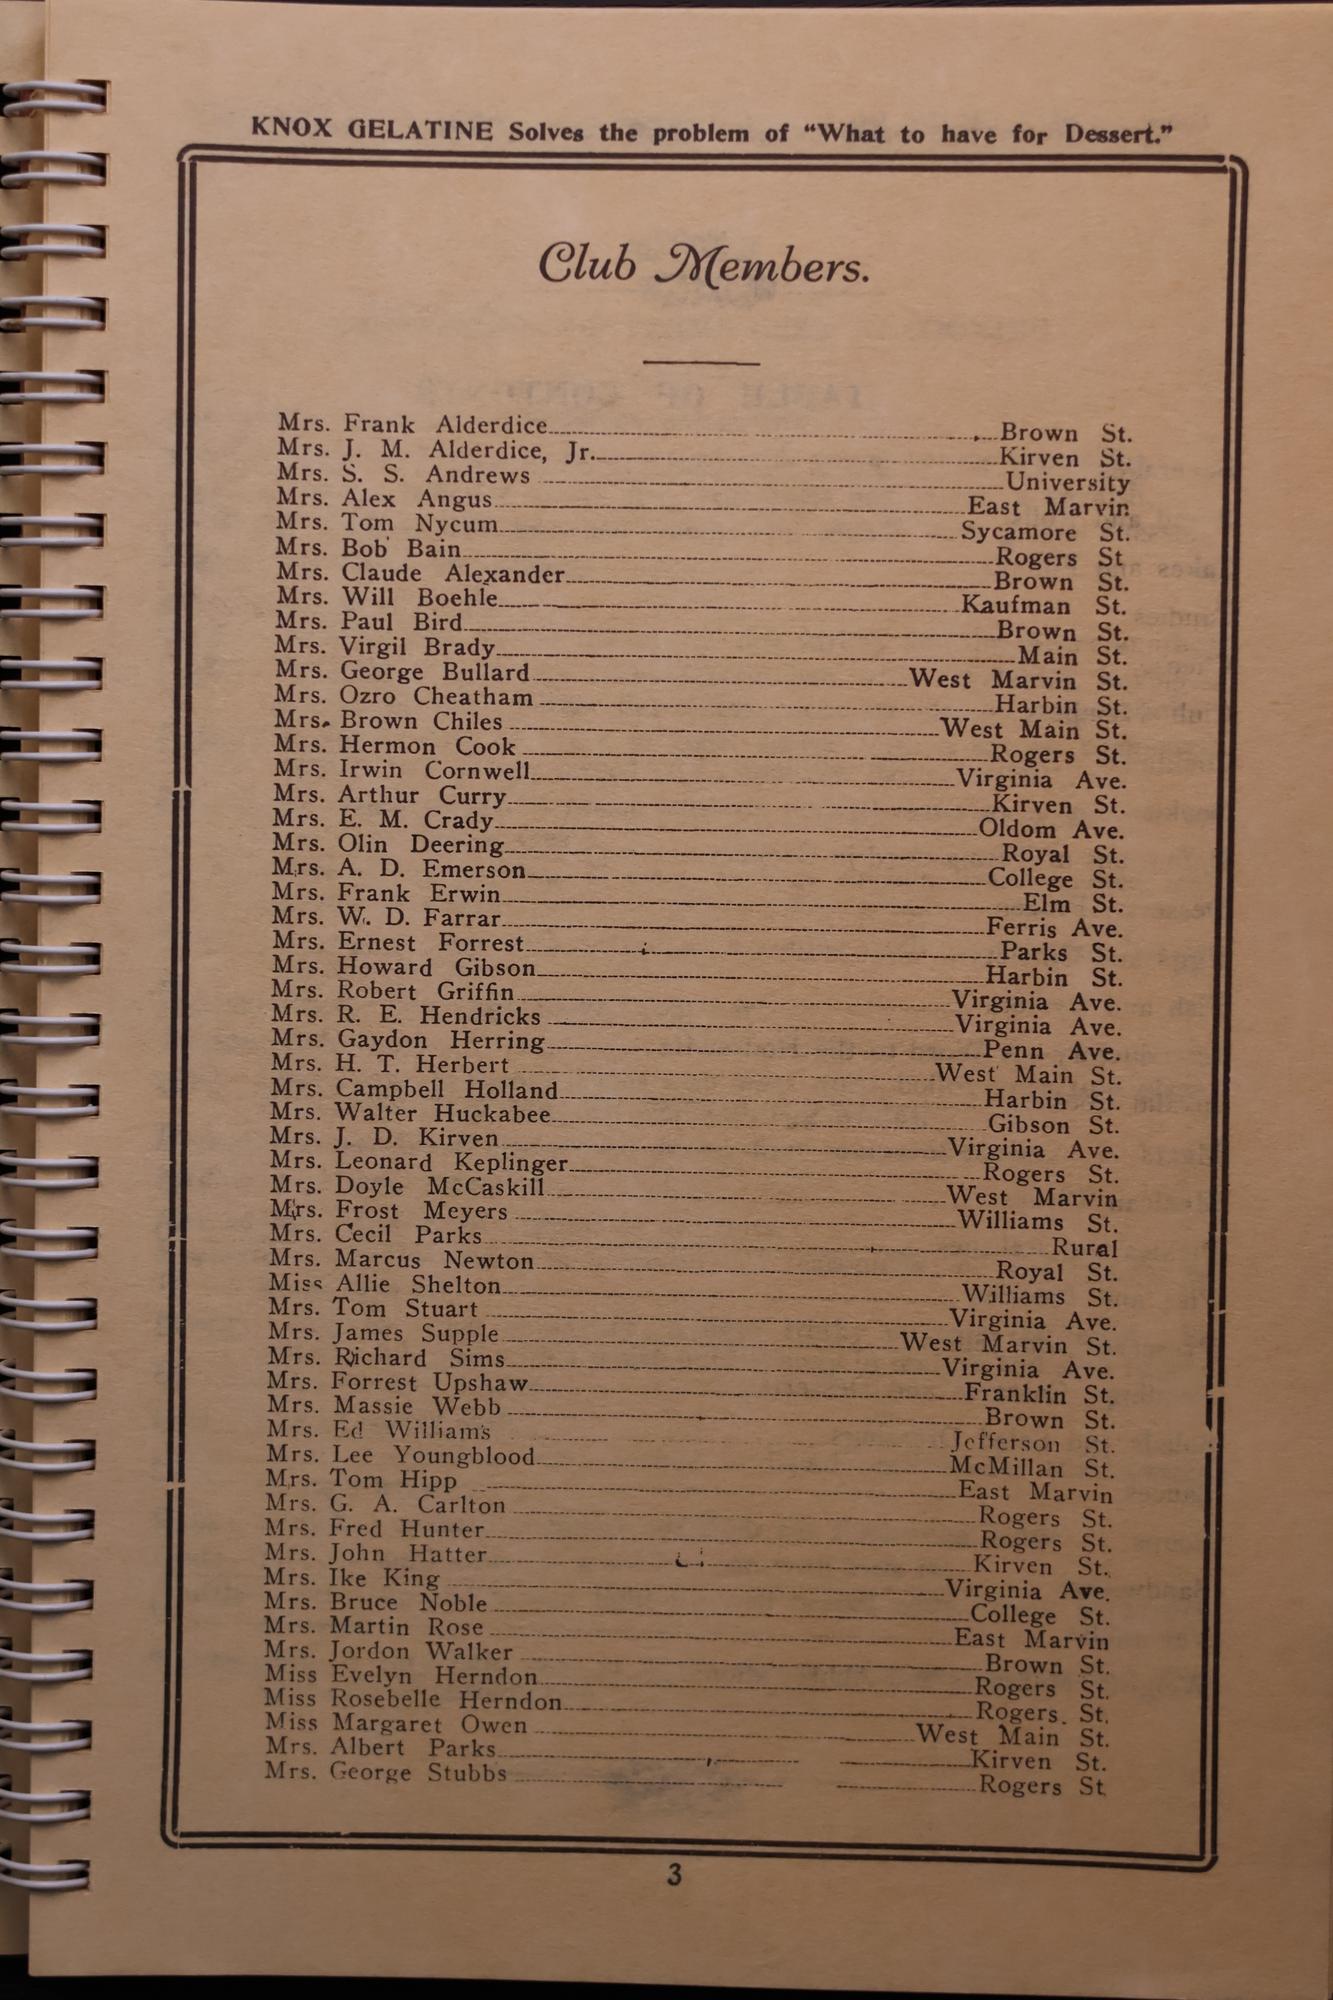 KNOX GELATINE Solves the problem of "What to have for Dessert."
Club Members.
Mrs. Frank Alderdice Brown St.
Mrs. J. M. Alderdice, Jr. Kirven St.
Mrs. S. S. Andrews University
Mrs. Alex Angus East Marvin
Mrs. Tom Nycum Sycamore St.
Mrs. Bob Bain Rogers St
Mrs. Claude Alexander Brown St.
Mrs. Will Boehle Kaufman St.
Mrs. Paul Bird Brown St.
Mrs. Virgil Brady Main St.
Mrs. George Bullard West Marvin St.
Mrs. Ozro Cheatham Harbin St.
Mrs. Brown Chiles West Main St.
Mrs. Hermon Cook Rogers St.
Mrs. Irwin Cornwell Virginia Ave.
Mrs. Arthur Curry Kirven St.
Mrs. E. M. Crady Oldom Ave.
Mrs. Olin Deering Royal St.
Mrs. A. D. Emerson College St.
Mrs. Frank Erwin Elm St.
Mrs. W. D. Farrar Ferris Ave.
Mrs. Ernest Forrest Parks St.
Mrs. Howard Gibson Harbin St.
Mrs. Robert Griffin Virginia Ave.
Mrs. R. E. Hendricks Virginia Ave.
Mrs. Gaydon Herring Penn Ave.
Mrs. H. T. Herbert West Main St.
Mrs. Campbell Holland Harbin St.
Mrs. Walter Huckabee Gibson St.
Mrs. J. D. Kirven Virginia Ave.
Mrs. Leonard Keplinger Rogers St.
Mrs. Doyle McCaskill West Marvin
Mrs. Frost Meyers Williams St.
Mrs. Cecil Parks Rural
Mrs. Marcus Newton Royal St.
Miss Allie Shelton Williams St.
Mrs. Tom Stuart Virginia Ave.
Mrs. James Supple West Marvin St.
Mrs. Richard Sims Virginia Ave.
Mrs. Forrest Upshaw Franklin St.
Mrs. Massie Webb Brown St.
Mrs. Ed Williams Jefferson St.
Mrs. Lee Youngblood McMillan St.
Mrs. Tom Hipp East Marvin
Mrs. G. A. Carlton Rogers St.
Mrs. Fred Hunter Rogers St.
Mrs. John Hatter Kirven St.
Mrs. Ike King Virginia Ave.
Mrs. Bruce Noble College St.
Mrs. Martin Rose East Marvin
Mrs. Jordon Walker Brown St.
Miss Evelyn Herndon Rogers St.
Miss Rosebelle Herndon Rogers St.
Miss Margaret Owen West Main St.
Mrs. Albert Parks Kirven St.
Mrs. George Stubbs Rogers St
3